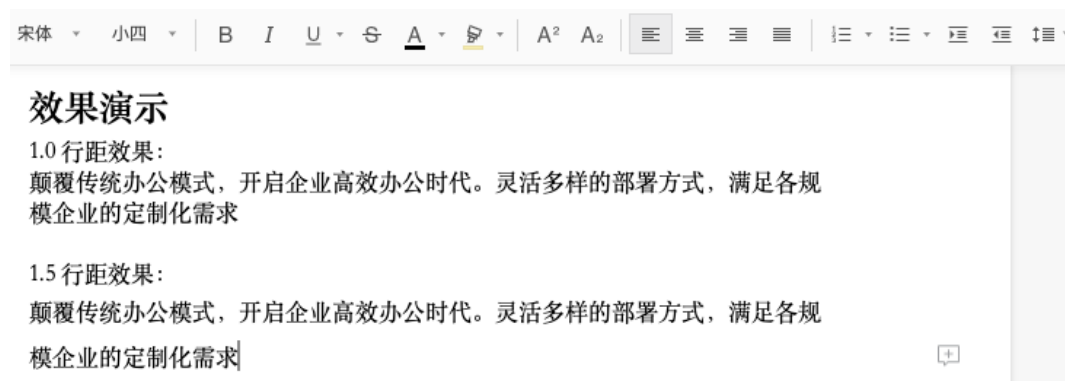 宋体 小四 B I U S A A² A₂
效果演示
1.0 行距效果：
颠覆传统办公模式，开启企业高效办公时代。灵活多样的部署方式，满足各规
模企业的定制化需求
1.5 行距效果：
颠覆传统办公模式，开启企业高效办公时代。灵活多样的部署方式，满足各规
模企业的定制化需求